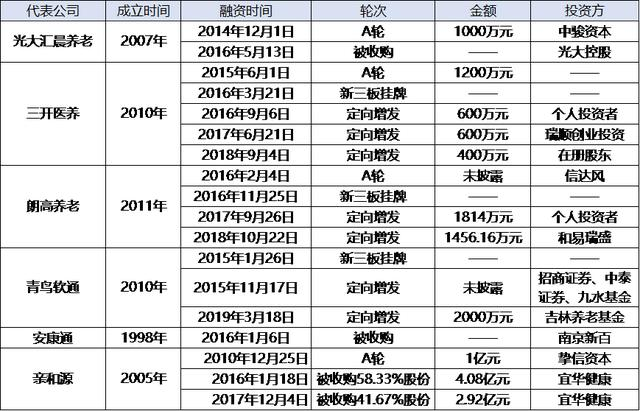 代表公司 成立时间 融资时间 轮次 金额 投资方
光大汇晨养老 2007年 2014年12月1日 A轮 1000万元 中骏资本
2016年5月13日 被收购 —— 光大控股
三开医养 2010年 2015年6月1日 A轮 1200万元 ——
2016年3月21日 新三板挂牌 —— ——
2016年9月6日 定向增发 600万元 个人投资者
2017年6月21日 定向增发 600万元 瑞顺创业投资
2018年9月4日 定向增发 400万元 在册股东
朗高养老 2011年 2016年2月4日 A轮 未披露 信达风
2016年11月25日 新三板挂牌 —— ——
2017年9月26日 定向增发 1814万元 个人投资者
2018年10月22日 定向增发 1456.16万元 和易瑞盛
青鸟软通 2010年 2015年1月26日 新三板挂牌 —— ——
2015年11月17日 定向增发 未披露 招商证券、中泰
证券、九水基金
2019年3月18日 定向增发 2000万元 吉林养老基金
安康通 1998年 2016年1月6日 被收购 —— 南京新百
亲和源 2005年 2010年12月25日 A轮 1亿元 挚信资本
2016年1月18日 被收购58.33%股份 4.08亿元 宜华健康
2017年12月4日 被收购41.67%股份 2.92亿元 宜华健康